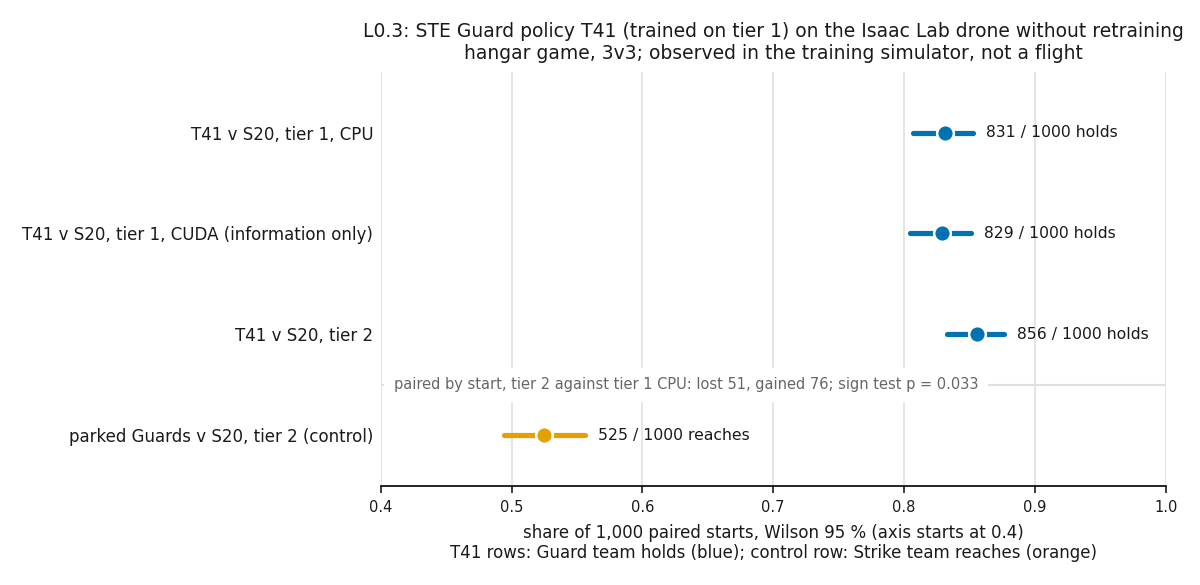 L0.3: STE Guard policy T41 (trained on tier 1) on the Isaac Lab drone without retraining
hangar game, 3v3; observed in the training simulator, not a flight
T41 v S20, tier 1, CPU
831 / 1000 holds
T41 v S20, tier 1, CUDA (information only)
829 / 1000 holds
T41 v S20, tier 2
856 / 1000 holds
paired by start, tier 2 against tier 1 CPU: lost 51, gained 76; sign test p = 0.033
parked Guards v S20, tier 2 (control)
525 / 1000 reaches
0.4 0.5 0.6 0.7 0.8 0.9 1.0
share of 1,000 paired starts, Wilson 95 % (axis starts at 0.4)
T41 rows: Guard team holds (blue); control row: Strike team reaches (orange)